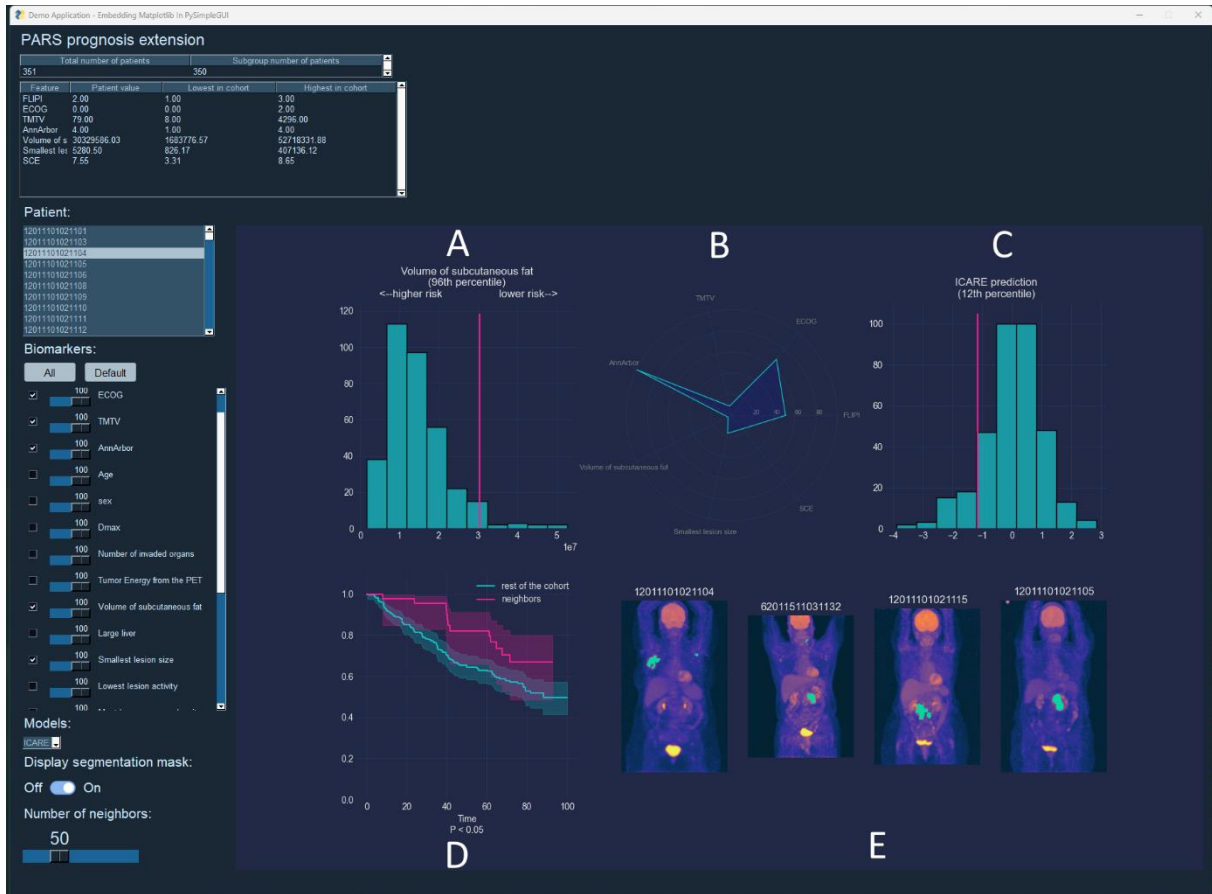 Demo Application - Embedding Matplotlib In PySimpleGUI
PARS prognosis extension
Total number of patients Subgroup number of patients
351 350
Feature Patient value Lowest in cohort Highest in cohort
FLIPI 2.00 1.00 3.00
ECOG 0.00 0.00 2.00
TMTV 79.00 8.00 4296.00
AnnArbor 4.00 1.00 4.00
Volume of s 30329586.03 1683776.57 52718331.88
Smallest les 5280.50 826.17 407136.12
SCE 7.55 3.31 8.65
Patient:
12011101021101
12011101021103
12011101021104
12011101021105
12011101021106
12011101021108
12011101021109
12011101021110
12011101021111
12011101021112
Biomarkers:
All Default
100 ECOG
100 TMTV
100 AnnArbor
100 Age
100 sex
100 Dmax
100 Number of invaded organs
100 Tumor Energy from the PET
100 Volume of subcutaneous fat
100 Large liver
100 Smallest lesion size
100 Lowest lesion activity
100
Models:
ICARE
Display segmentation mask:
Off On
Number of neighbors:
50
A
Volume of subcutaneous fat
(96th percentile)
<--higher risk lower risk-->
120
100
80
60
40
20
0
0 1 2 3 4 5
1e7
B
TMTV
ECOG
AnnArbor
20 40 60 80
FLIPI
Volume of subcutaneous fat
SCE
Smallest lesion size
C
ICARE prediction
(12th percentile)
100
80
60
40
20
0
−4 −3 −2 −1 0 1 2 3
rest of the cohort
neighbors
1.0
0.8
0.6
0.4
0.2
0.0
0 20 40 60 80 100
Time
P < 0.05
D
12011101021104
62011511031132
12011101021115
12011101021105
E